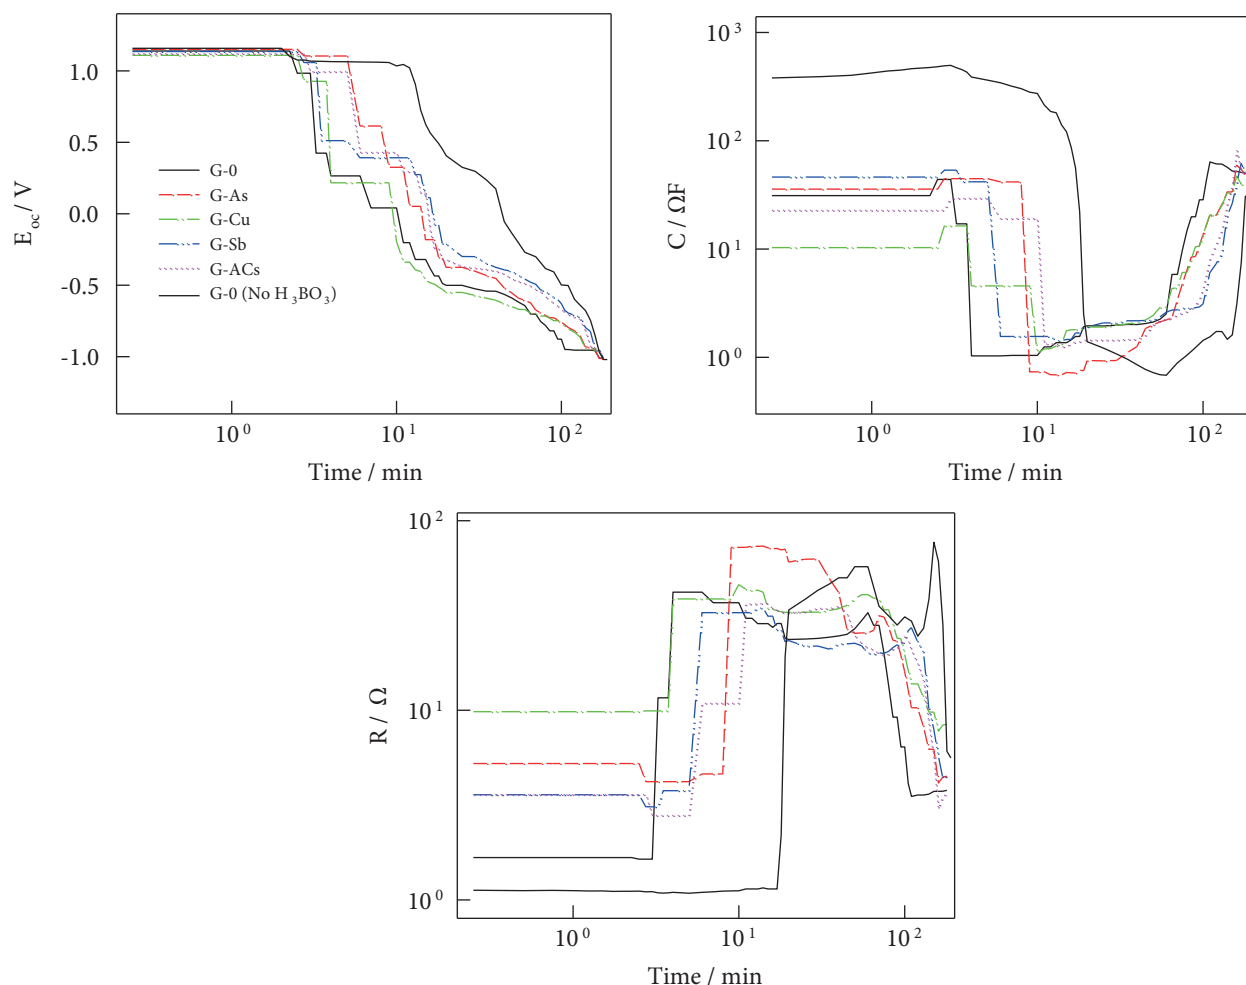 1.0
0.5
0.0
-0.5
-1.0
E oc / V
G-0
G-As
G-Cu
G-Sb
G-ACs
G-0 (No H3BO3)
10^0
10^1
10^2
Time / min
10^3
10^2
10^1
10^0
C / ΩF
10^0
10^1
10^2
Time / min
10^2
10^1
10^0
R / Ω
10^0
10^1
10^2
Time / min